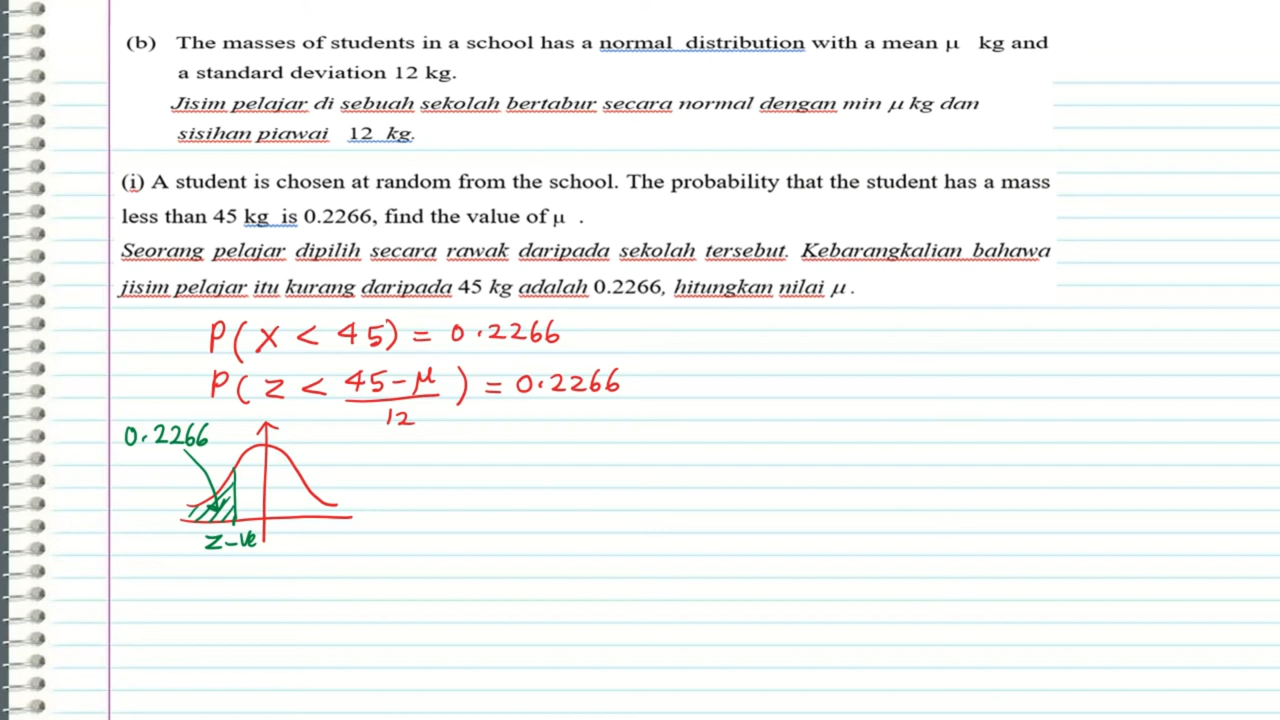 (b) The masses of students in a school has a normal distribution with a mean μ kg and
a standard deviation 12 kg.
Jisim pelajar di sebuah sekolah bertabur secara normal dengan min μ kg dan
sisihan piawai 12 kg.
(i) A student is chosen at random from the school. The probability that the student has a mass
less than 45 kg is 0.2266, find the value of μ .
Seorang pelajar dipilih secara rawak daripada sekolah tersebut. Kebarangkalian bahawa
jisim pelajar itu kurang daripada 45 kg adalah 0.2266, hitungkan nilai μ .
P(X < 45) = 0.2266
P(Z < 45-μ/12) = 0.2266
0.2266
Z-ve